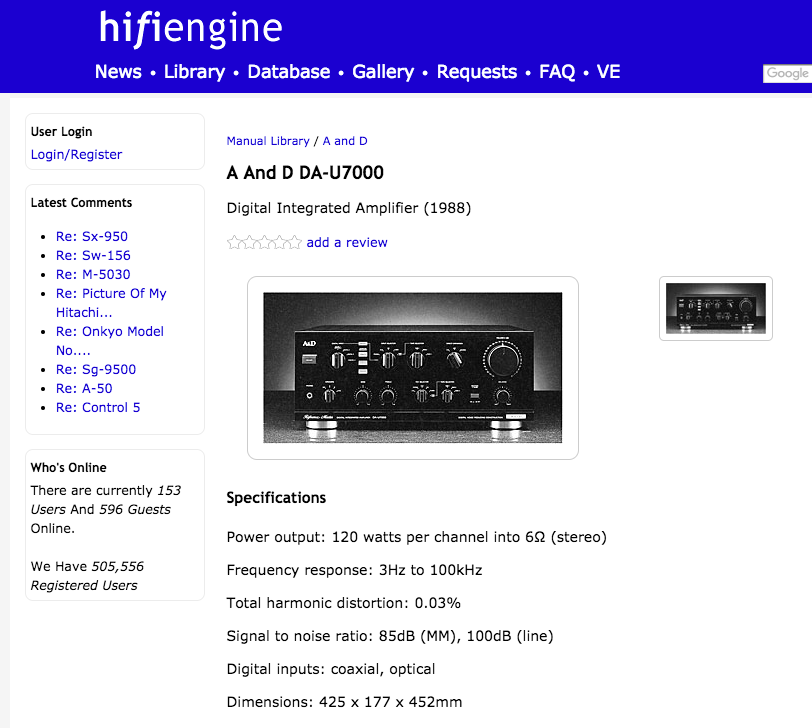 hifiengine
News • Library • Database • Gallery • Requests • FAQ • VE
Google
User Login
Login/Register
Latest Comments
• Re: Sx-950
• Re: Sw-156
• Re: M-5030
• Re: Picture Of My
Hitachi...
• Re: Onkyo Model
No....
• Re: Sg-9500
• Re: A-50
• Re: Control 5
Who's Online
There are currently 153
Users And 596 Guests
Online.
We Have 505,556
Registered Users
Manual Library / A and D
A And D DA-U7000
Digital Integrated Amplifier (1988)
add a review
A&D
Specifications
Power output: 120 watts per channel into 6Ω (stereo)
Frequency response: 3Hz to 100kHz
Total harmonic distortion: 0.03%
Signal to noise ratio: 85dB (MM), 100dB (line)
Digital inputs: coaxial, optical
Dimensions: 425 x 177 x 452mm